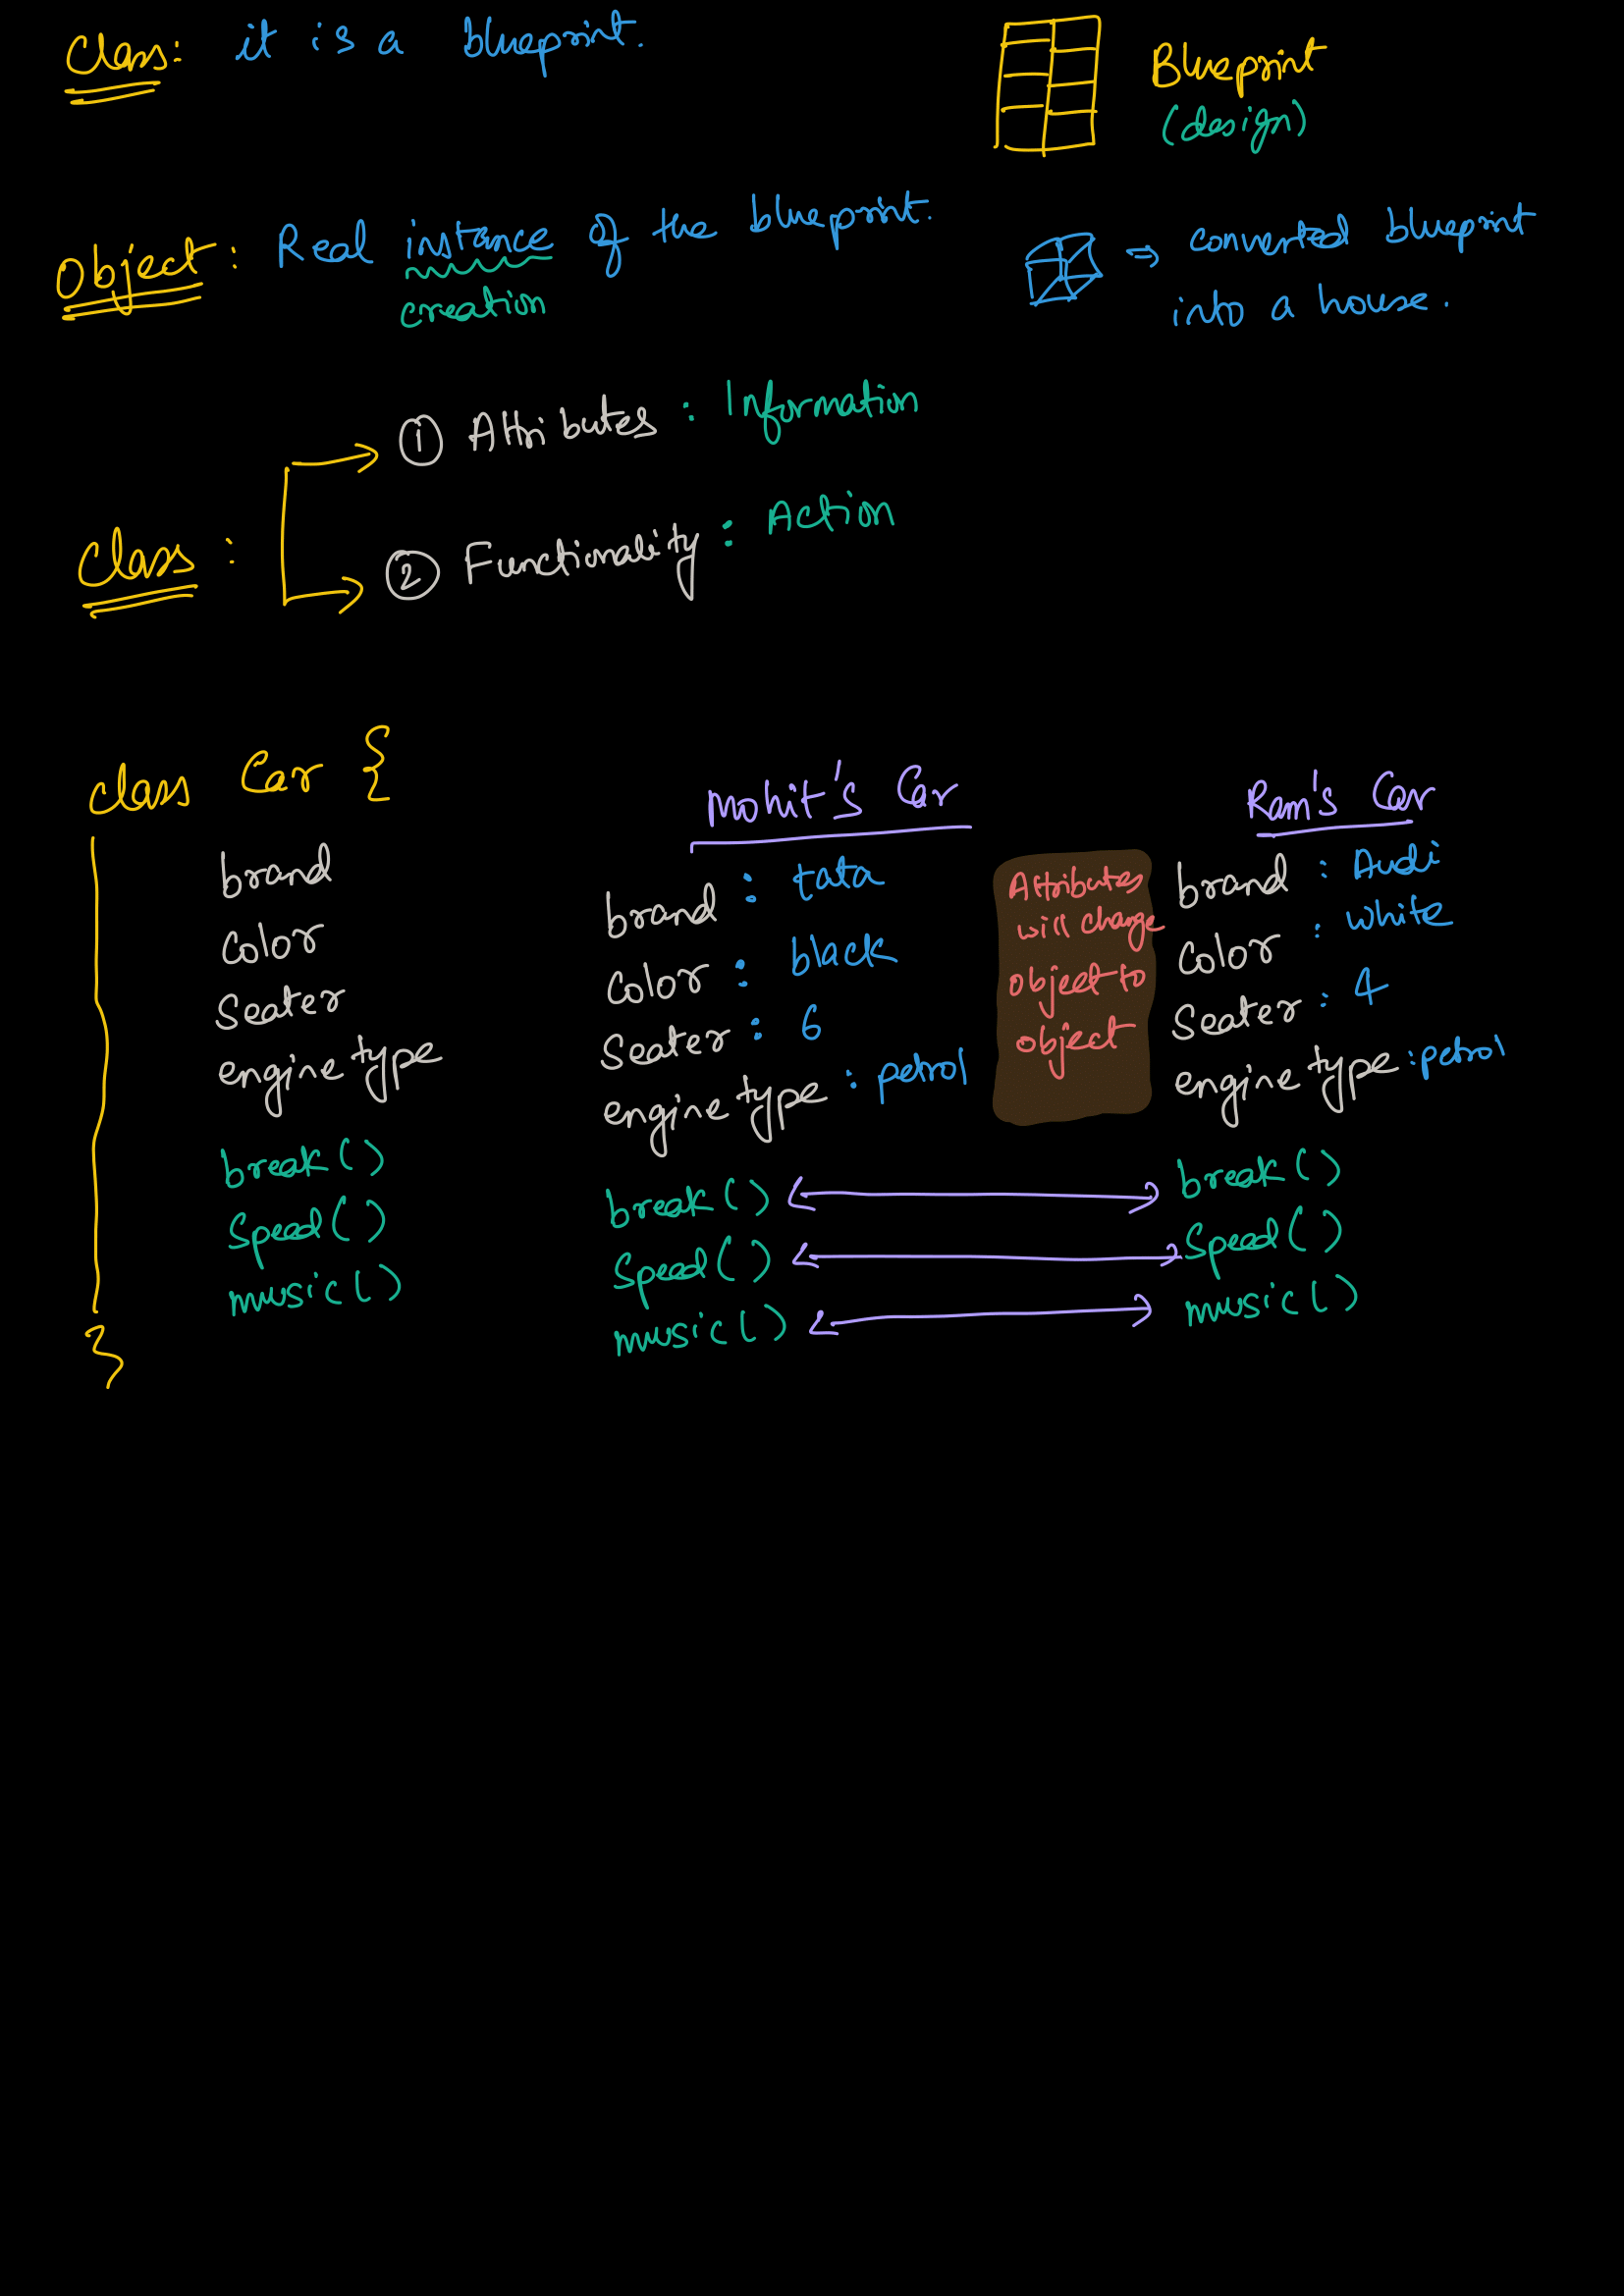 Class: it is a blueprint.
Blueprint
(design)
Object: Real instance of the blueprint.
creation
⇒ converted blueprint
into a house.
① Attributes : Information
Class :
② Functionality : Action
class Car {
brand
color
Seater
engine type
break()
Speed()
music()
}
Mohit's Car
brand : tata
color : black
Seater : 6
engine type : petrol
break()
Speed()
music()
Attributes
will change
object to
object
Ram's Car
brand : Audi
color : white
Seater : 4
engine type : petrol
break()
Speed()
music()